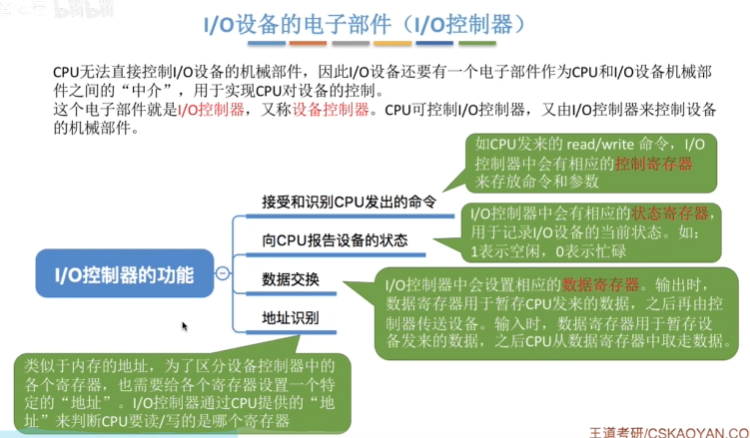 I/O设备的电子部件（I/O控制器）
CPU无法直接控制I/O设备的机械部件，因此I/O设备还要有一个电子部件作为CPU和I/O设备机械部
件之间的“中介”，用于实现CPU对设备的控制。
这个电子部件就是I/O控制器，又称设备控制器。CPU可控制I/O控制器，又由I/O控制器来控制设备
的机械部件。
如CPU发来的 read/write 命令，I/O
控制器中会有相应的控制寄存器
来存放命令和参数
接受和识别CPU发出的命令
I/O控制器中会有相应的状态寄存器，
用于记录I/O设备的当前状态。如：
1表示空闲，0表示忙碌
向CPU报告设备的状态
I/O控制器的功能
数据交换
I/O控制器中会设置相应的数据寄存器。输出时，
数据寄存器用于暂存CPU发来的数据，之后再由控
制器传送设备。输入时，数据寄存器用于暂存设
备发来的数据，之后CPU从数据寄存器中取走数据。
地址识别
类似于内存的地址，为了区分设备控制器中的
各个寄存器，也需要给各个寄存器设置一个特
定的“地址”。I/O控制器通过CPU提供的“地
址”来判断CPU要读/写的是哪个寄存器
王道考研/CSKAOYAN.CO